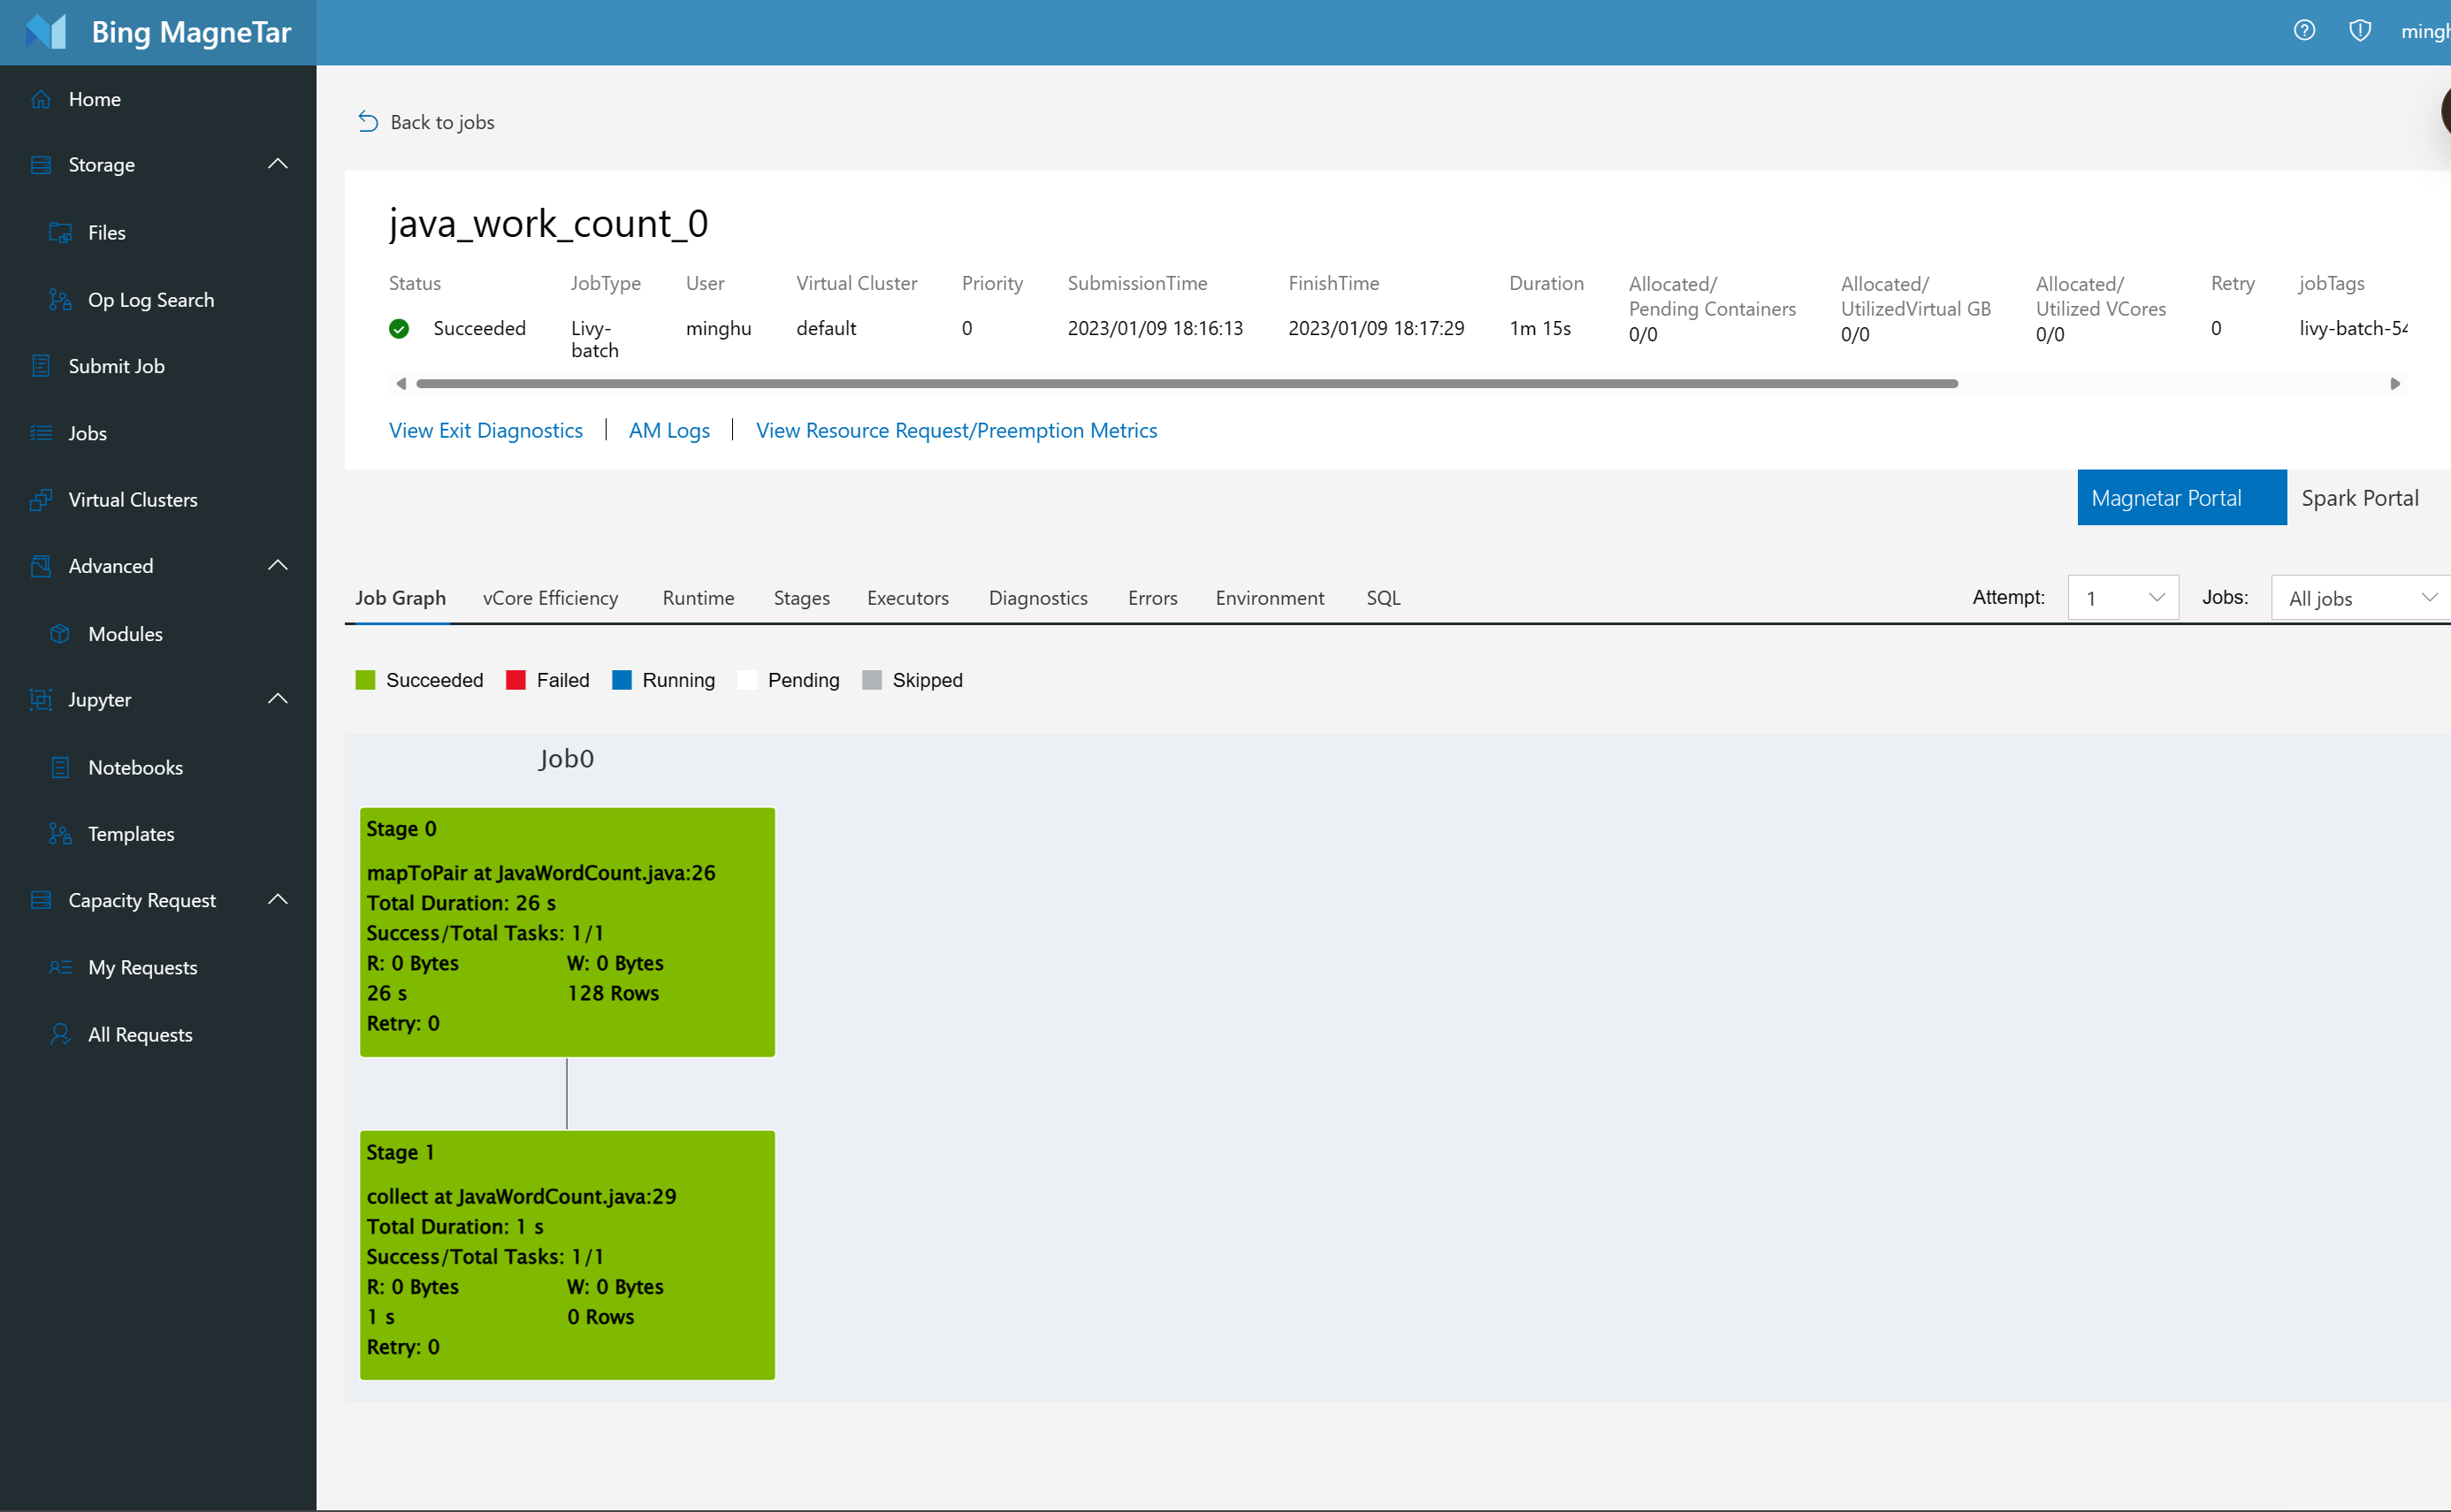 Bing MagneTar
Home
Storage
Files
Op Log Search
Submit Job
Jobs
Virtual Clusters
Advanced
Modules
Jupyter
Notebooks
Templates
Capacity Request
My Requests
All Requests
Back to jobs
java_work_count_0
Status JobType User Virtual Cluster Priority SubmissionTime FinishTime Duration Allocated/ Pending Containers Allocated/ UtilizedVirtual GB Allocated/ Utilized VCores Retry jobTags
Succeeded Livy-batch minghu default 0 2023/01/09 18:16:13 2023/01/09 18:17:29 1m 15s 0/0 0/0 0/0 0 livy-batch-54
View Exit Diagnostics | AM Logs | View Resource Request/Preemption Metrics
Magnetar Portal Spark Portal
Job Graph vCore Efficiency Runtime Stages Executors Diagnostics Errors Environment SQL Attempt: 1 Jobs: All jobs
Succeeded Failed Running Pending Skipped
Job0
Stage 0
mapToPair at JavaWordCount.java:26
Total Duration: 26 s
Success/Total Tasks: 1/1
R: 0 Bytes W: 0 Bytes
26 s 128 Rows
Retry: 0
Stage 1
collect at JavaWordCount.java:29
Total Duration: 1 s
Success/Total Tasks: 1/1
R: 0 Bytes W: 0 Bytes
1 s 0 Rows
Retry: 0